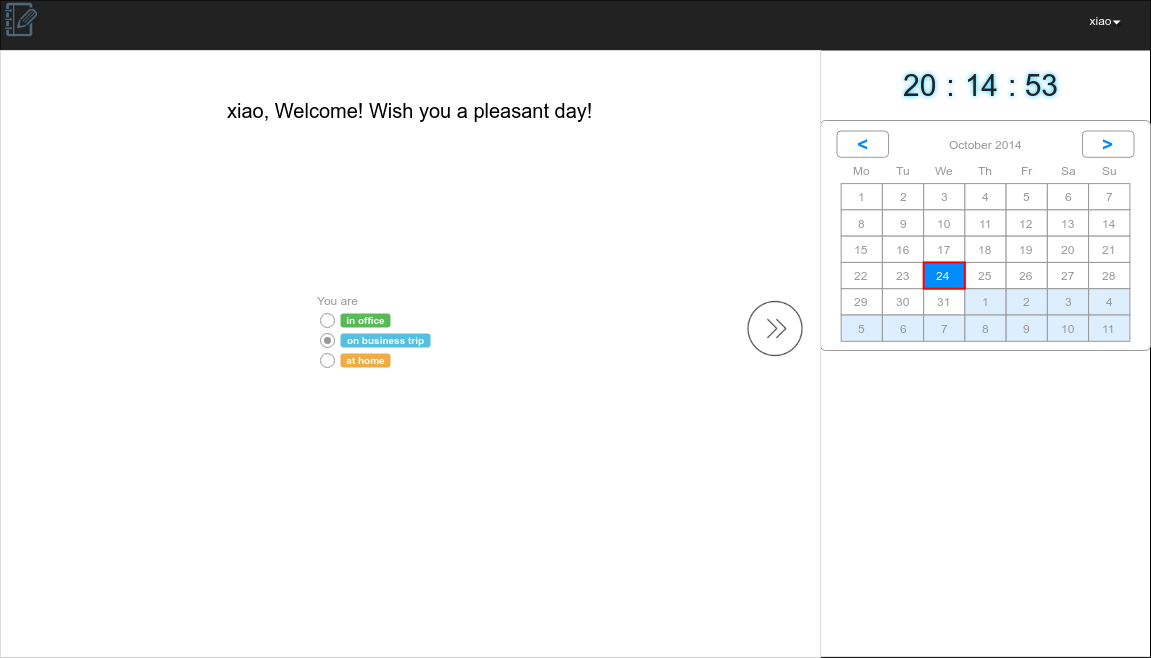 xiao
xiao, Welcome! Wish you a pleasant day!
You are
in office
on business trip
at home
20 : 14 : 53
< October 2014 >
Mo Tu We Th Fr Sa Su
1 2 3 4 5 6 7
8 9 10 11 12 13 14
15 16 17 18 19 20 21
22 23 24 25 26 27 28
29 30 31 1 2 3 4
5 6 7 8 9 10 11